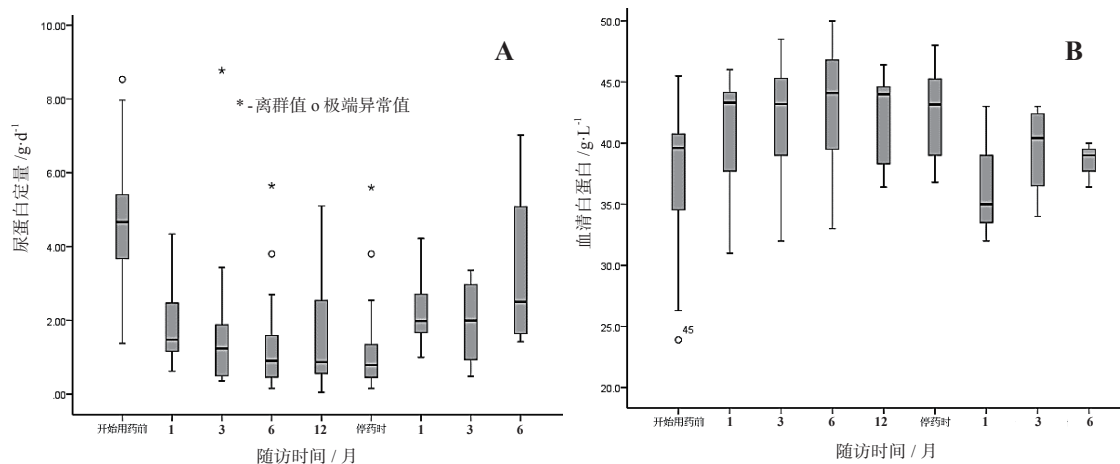 A
* - 离群值 o 极端异常值
尿蛋白定量 /g·d⁻¹
10.00
8.00
6.00
4.00
2.00
.00
开始用药前 1 3 6 12 停药时 1 3 6
随访时间 / 月
B
血清白蛋白 /g·L⁻¹
50.0
45.0
40.0
35.0
30.0
25.0
20.0
45
开始用药前 1 3 6 12 停药时 1 3 6
随访时间 / 月